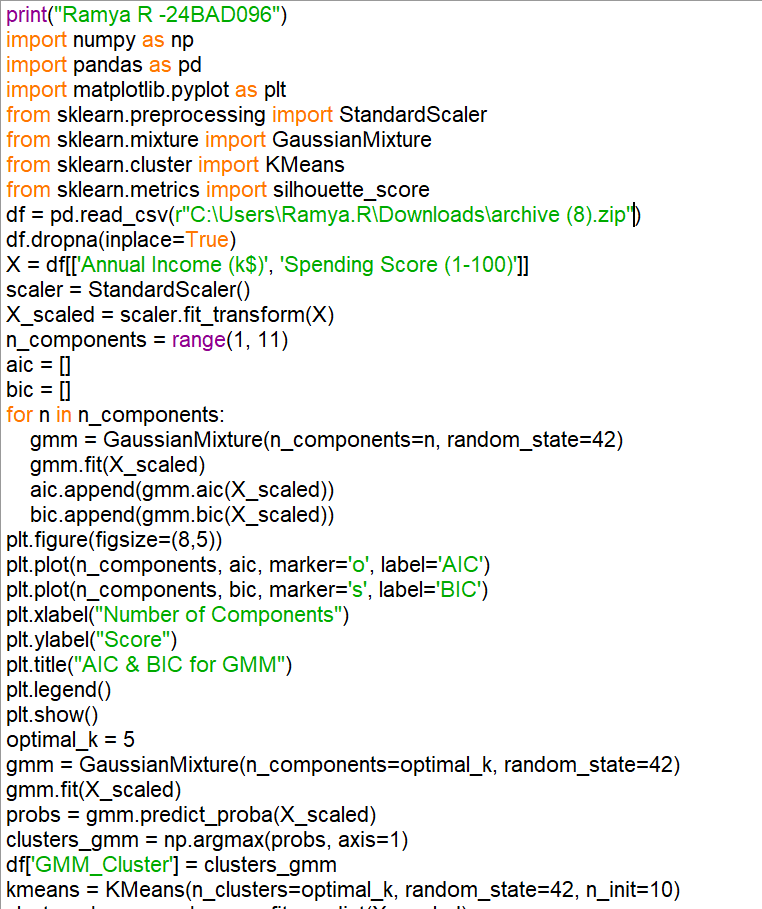 print("Ramya R -24BAD096")
import numpy as np
import pandas as pd
import matplotlib.pyplot as plt
from sklearn.preprocessing import StandardScaler
from sklearn.mixture import GaussianMixture
from sklearn.cluster import KMeans
from sklearn.metrics import silhouette_score
df = pd.read_csv(r"C:\Users\Ramya.R\Downloads\archive (8).zip")
df.dropna(inplace=True)
X = df[['Annual Income (k$)', 'Spending Score (1-100)']]
scaler = StandardScaler()
X_scaled = scaler.fit_transform(X)
n_components = range(1, 11)
aic = []
bic = []
for n in n_components:
    gmm = GaussianMixture(n_components=n, random_state=42)
    gmm.fit(X_scaled)
    aic.append(gmm.aic(X_scaled))
    bic.append(gmm.bic(X_scaled))
plt.figure(figsize=(8,5))
plt.plot(n_components, aic, marker='o', label='AIC')
plt.plot(n_components, bic, marker='s', label='BIC')
plt.xlabel("Number of Components")
plt.ylabel("Score")
plt.title("AIC & BIC for GMM")
plt.legend()
plt.show()
optimal_k = 5
gmm = GaussianMixture(n_components=optimal_k, random_state=42)
gmm.fit(X_scaled)
probs = gmm.predict_proba(X_scaled)
clusters_gmm = np.argmax(probs, axis=1)
df['GMM_Cluster'] = clusters_gmm
kmeans = KMeans(n_clusters=optimal_k, random_state=42, n_init=10)